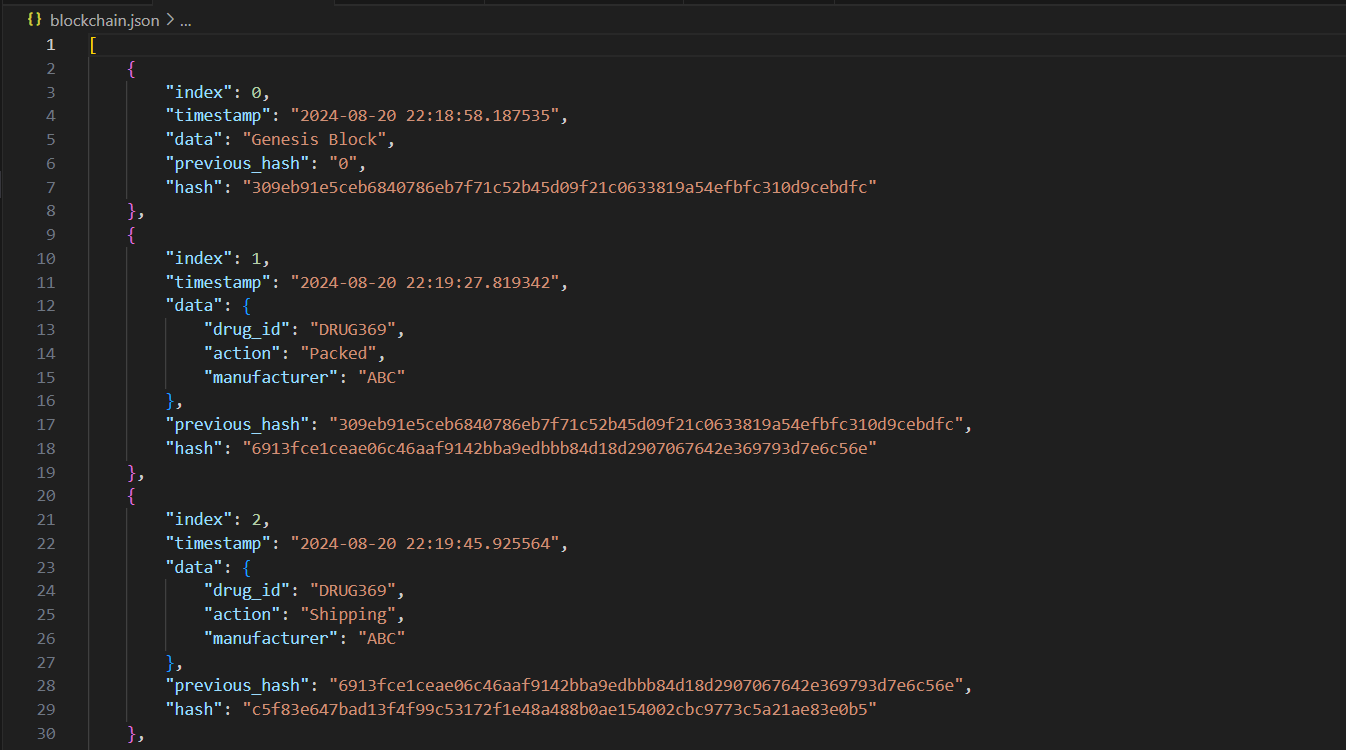 {} blockchain.json > ...
1 [
2 {
3 "index": 0,
4 "timestamp": "2024-08-20 22:18:58.187535",
5 "data": "Genesis Block",
6 "previous_hash": "0",
7 "hash": "309eb91e5ceb6840786eb7f71c52b45d09f21c0633819a54efbfc310d9cebdfc"
8 },
9 {
10 "index": 1,
11 "timestamp": "2024-08-20 22:19:27.819342",
12 "data": {
13 "drug_id": "DRUG369",
14 "action": "Packed",
15 "manufacturer": "ABC"
16 },
17 "previous_hash": "309eb91e5ceb6840786eb7f71c52b45d09f21c0633819a54efbfc310d9cebdfc",
18 "hash": "6913fce1ceae06c46aaf9142bba9edbbb84d18d2907067642e369793d7e6c56e"
19 },
20 {
21 "index": 2,
22 "timestamp": "2024-08-20 22:19:45.925564",
23 "data": {
24 "drug_id": "DRUG369",
25 "action": "Shipping",
26 "manufacturer": "ABC"
27 },
28 "previous_hash": "6913fce1ceae06c46aaf9142bba9edbbb84d18d2907067642e369793d7e6c56e",
29 "hash": "c5f83e647bad13f4f99c53172f1e48a488b0ae154002cbc9773c5a21ae83e0b5"
30 },